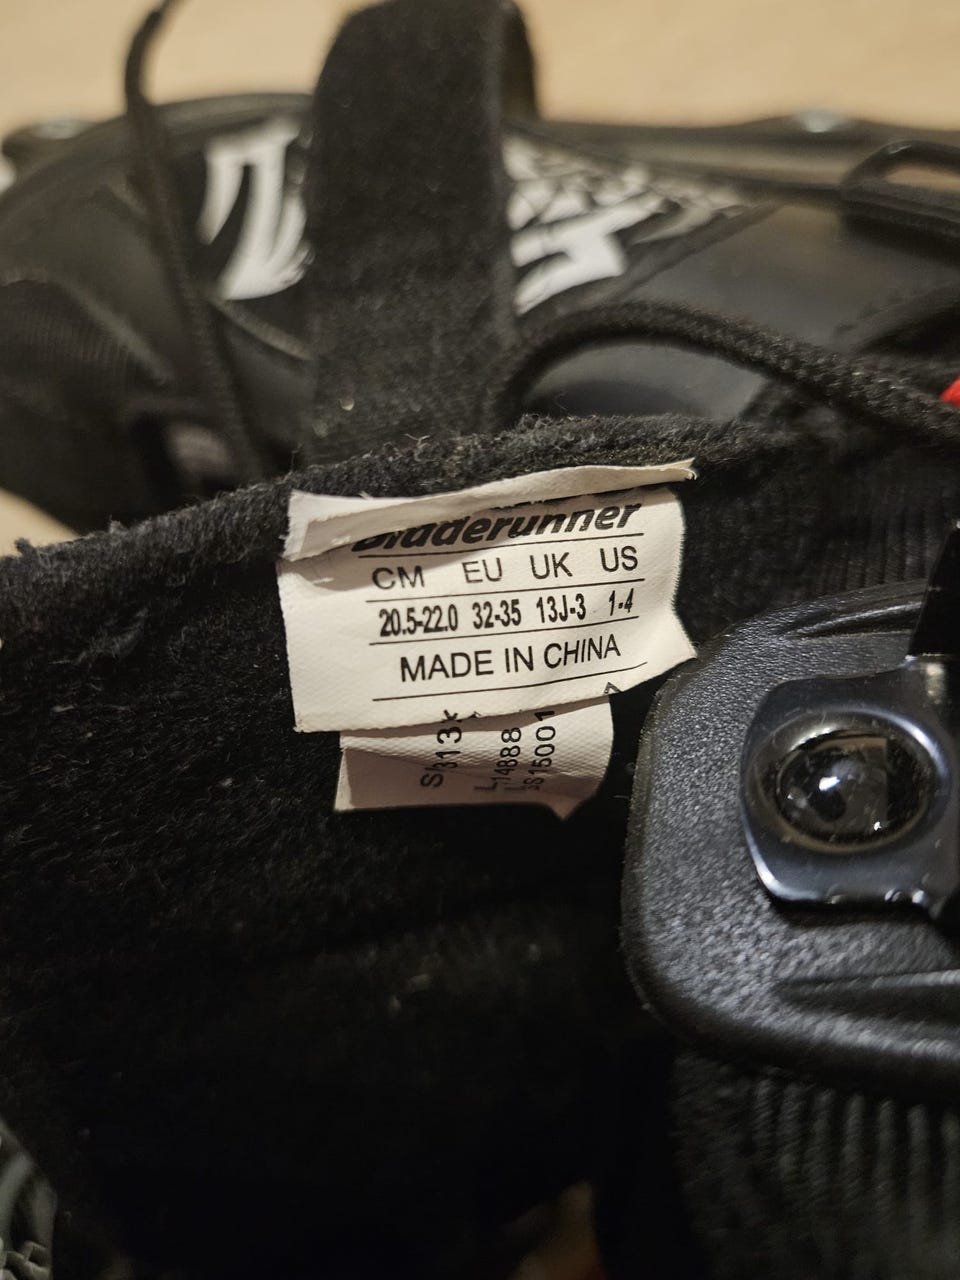 Bladerunner
CM EU UK US
20.5-22.0 32-35 13J-3 1-4
MADE IN CHINA